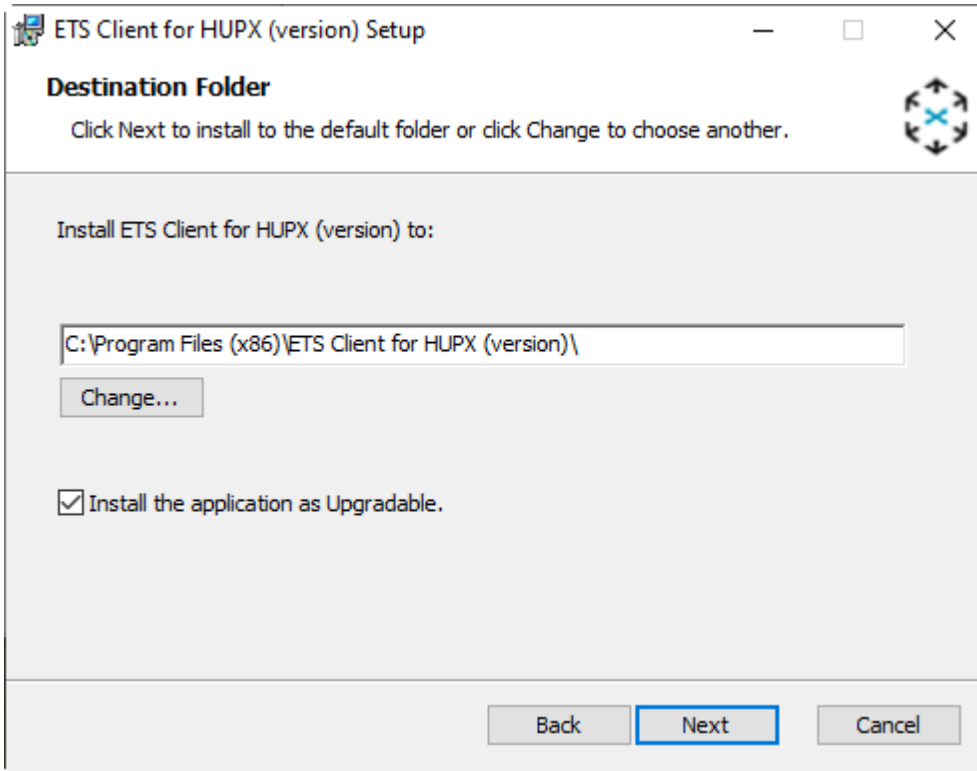 ETS Client for HUPX (version) Setup
Destination Folder
Click Next to install to the default folder or click Change to choose another.
Install ETS Client for HUPX (version) to:
C:\Program Files (x86)\ETS Client for HUPX (version)\
Change...
Install the application as Upgradable.
Back Next Cancel